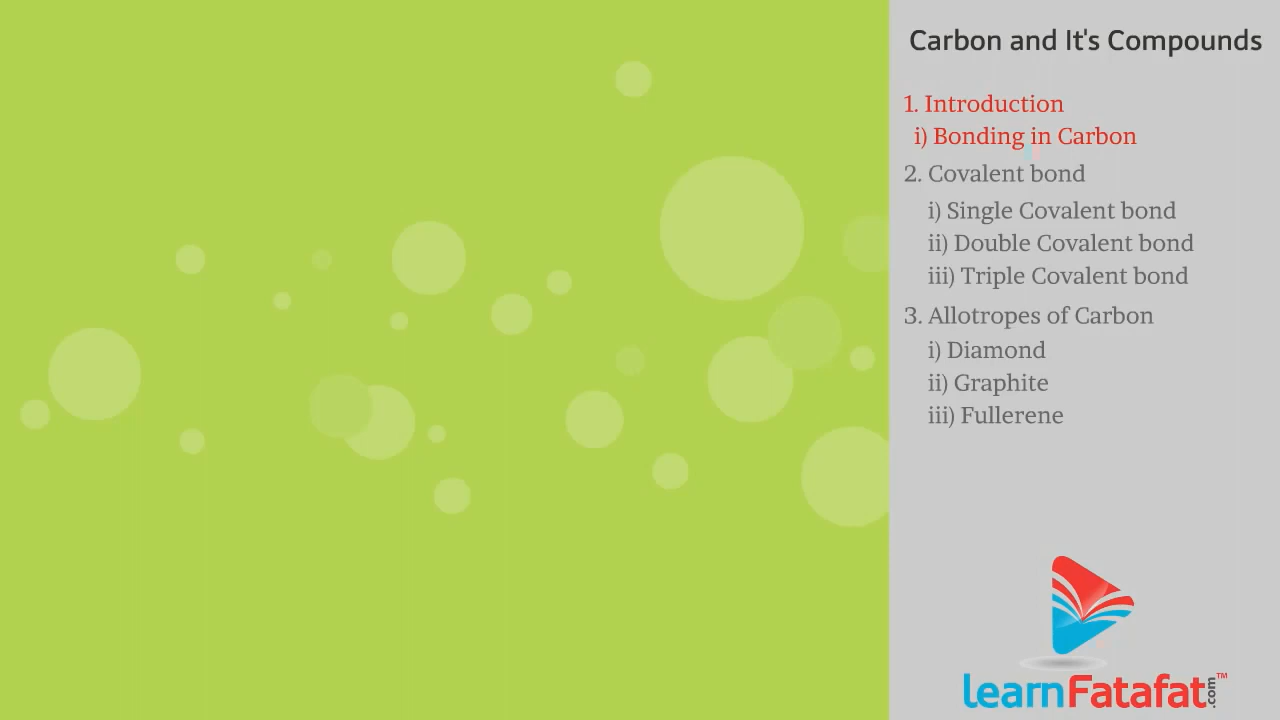 Carbon and It's Compounds
1. Introduction
i) Bonding in Carbon
2. Covalent bond
i) Single Covalent bond
ii) Double Covalent bond
iii) Triple Covalent bond
3. Allotropes of Carbon
i) Diamond
ii) Graphite
iii) Fullerene
learnFatafat.com™